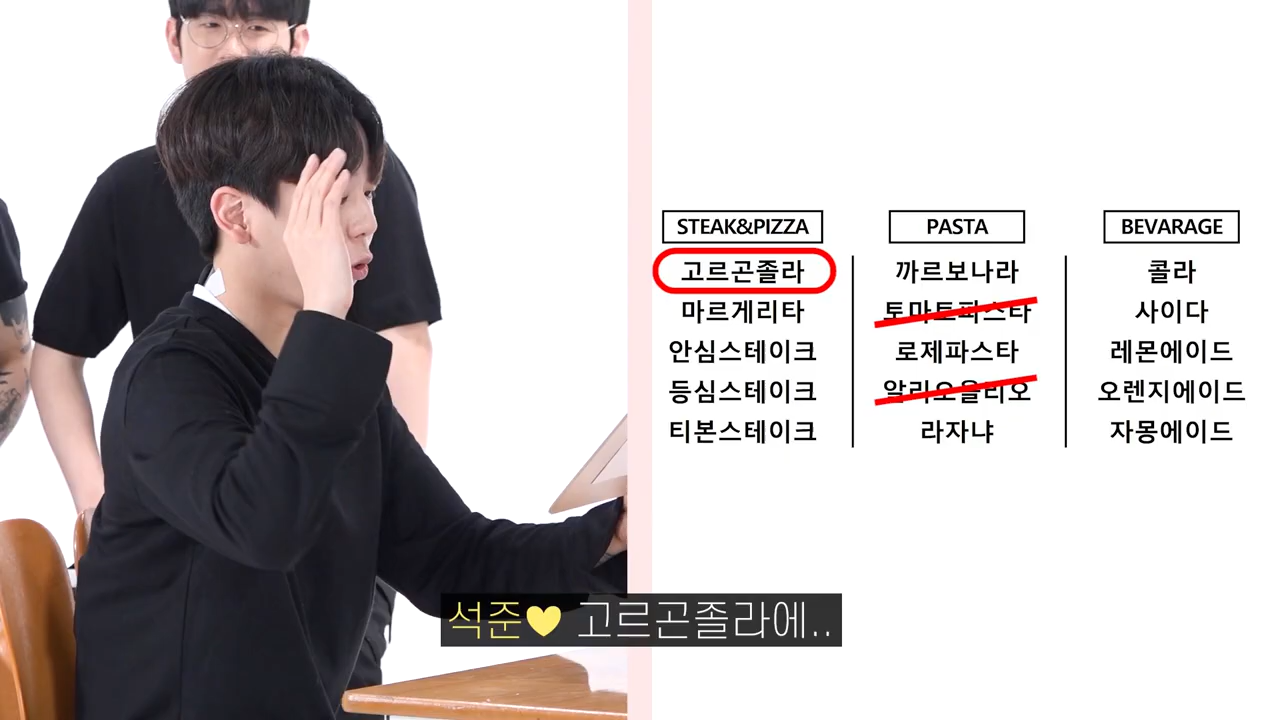 STEAK&PIZZA
고르곤졸라
마르게리타
안심스테이크
등심스테이크
티본스테이크
PASTA
까르보나라
토마토파스타
로제파스타
알리오올리오
라자냐
BEVARAGE
콜라
사이다
레몬에이드
오렌지에이드
자몽에이드
석준💛 고르곤졸라에..